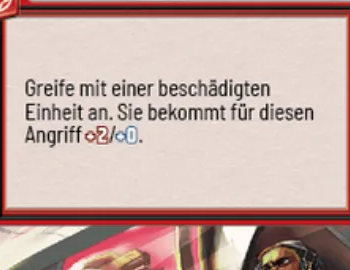 Greife mit einer beschädigten
Einheit an. Sie bekommt für diesen
Angriff +2/+0.